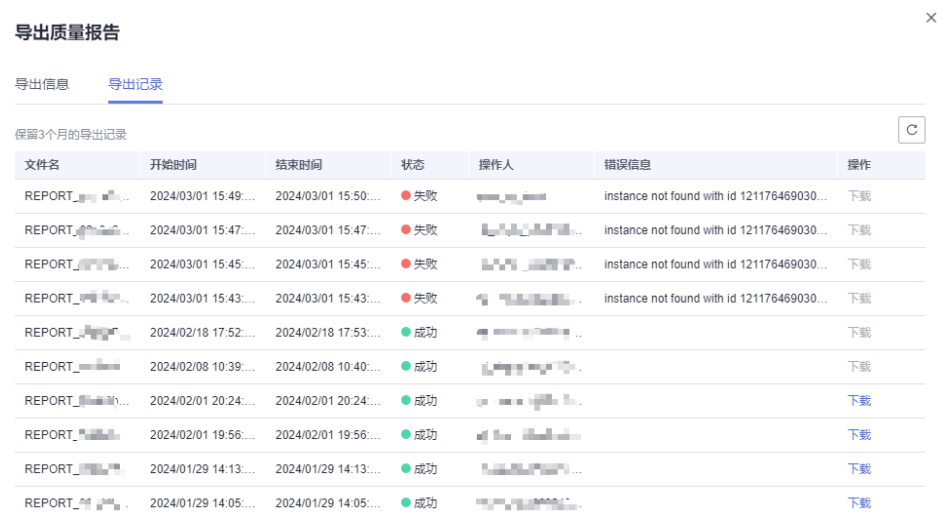 导出质量报告
导出信息 导出记录
保留3个月的导出记录
文件名 开始时间 结束时间 状态 操作人 错误信息 操作
REPORT_ 2024/03/01 15:49:... 2024/03/01 15:50:... 失败 instance not found with id 121176469030... 下载
REPORT_ 2024/03/01 15:47:... 2024/03/01 15:47:... 失败 instance not found with id 121176469030... 下载
REPORT_ 2024/03/01 15:45:... 2024/03/01 15:45:... 失败 instance not found with id 121176469030... 下载
REPORT_ 2024/03/01 15:43:... 2024/03/01 15:43:... 失败 instance not found with id 121176469030... 下载
REPORT_ 2024/02/18 17:52:... 2024/02/18 17:53:... 成功 下载
REPORT_ 2024/02/08 10:39:... 2024/02/08 10:40:... 成功 下载
REPORT_ 2024/02/01 20:24:... 2024/02/01 20:24:... 成功 下载
REPORT_ 2024/02/01 19:56:... 2024/02/01 19:56:... 成功 下载
REPORT_ 2024/01/29 14:13:... 2024/01/29 14:13:... 成功 下载
REPORT_ 2024/01/29 14:05:... 2024/01/29 14:05:... 成功 下载